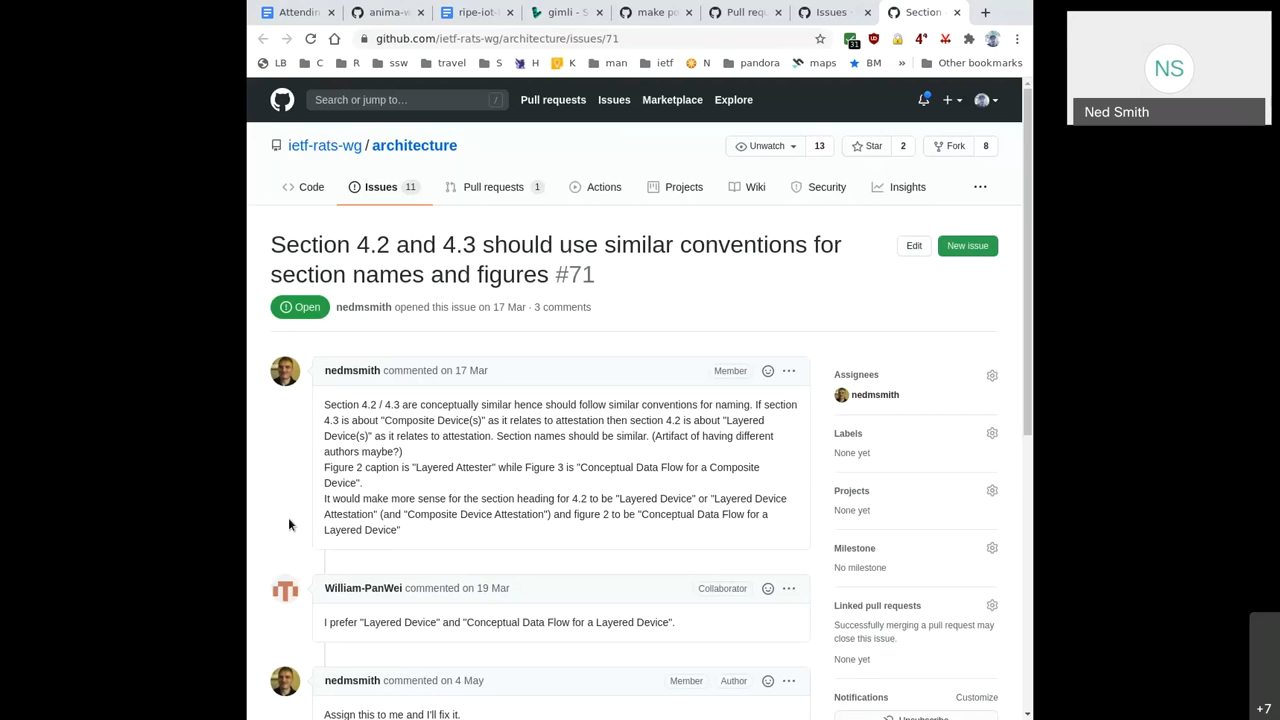 Attendin
anima-w
ripe-iot-
gimli - S
make po
Pull requ
Issues ·
Section
github.com/ietf-rats-wg/architecture/issues/71
31
LB
C
R
ssw
travel
S
H
K
man
ietf
N
pandora
maps
BM
»
Other bookmarks
Search or jump to…
/
Pull requests
Issues
Marketplace
Explore
ietf-rats-wg / architecture
Unwatch 13
Star 2
Fork 8
Code
Issues 11
Pull requests 1
Actions
Projects
Wiki
Security
Insights
Section 4.2 and 4.3 should use similar conventions for
section names and figures #71
Edit
New issue
Open
nedmsmith opened this issue on 17 Mar · 3 comments
nedmsmith commented on 17 Mar
Member
Section 4.2 / 4.3 are conceptually similar hence should follow similar conventions for naming. If section
4.3 is about "Composite Device(s)" as it relates to attestation then section 4.2 is about "Layered
Device(s)" as it relates to attestation. Section names should be similar. (Artifact of having different
authors maybe?)
Figure 2 caption is "Layered Attester" while Figure 3 is "Conceptual Data Flow for a Composite
Device".
It would make more sense for the section heading for 4.2 to be "Layered Device" or "Layered Device
Attestation" (and "Composite Device Attestation") and figure 2 to be "Conceptual Data Flow for a
Layered Device"
William-PanWei commented on 19 Mar
Collaborator
I prefer "Layered Device" and "Conceptual Data Flow for a Layered Device".
nedmsmith commented on 4 May
Member
Author
Assign this to me and I'll fix it.
Assignees
nedmsmith
Labels
None yet
Projects
None yet
Milestone
No milestone
Linked pull requests
Successfully merging a pull request may
close this issue.
None yet
Notifications
Customize
Unsubscribe
NS
Ned Smith
+7